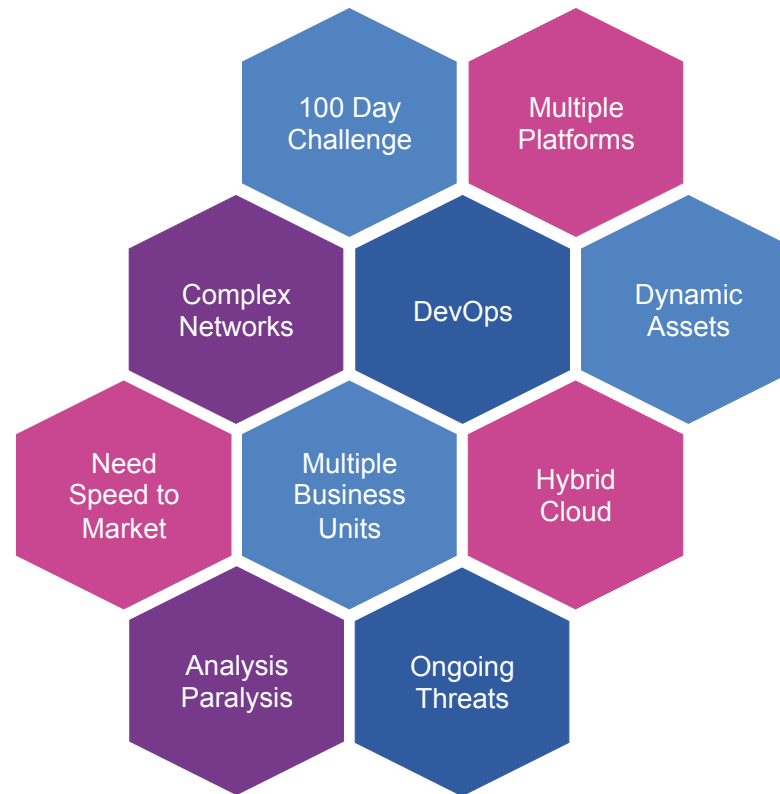 100 Day
Challenge
Multiple
Platforms
Complex
Networks
DevOps
Dynamic
Assets
Need
Speed to
Market
Multiple
Business
Units
Hybrid
Cloud
Analysis
Paralysis
Ongoing
Threats